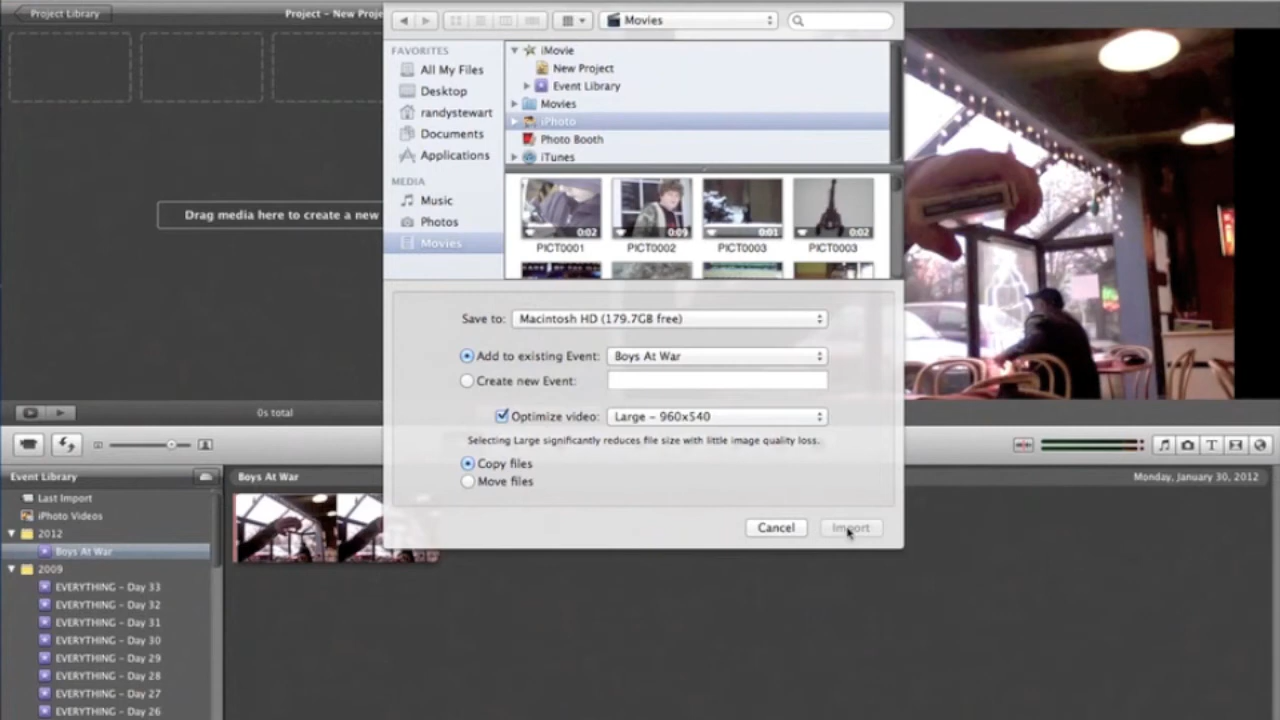 Project Library
Project - New Proje
Movies
FAVORITES
All My Files
Desktop
randystewart
Documents
Applications
MEDIA
Music
Photos
Movies
iMovie
New Project
Event Library
Movies
iPhoto
Photo Booth
iTunes
0:02
0:09
0:01
0:02
PICT0001
PICT0002
PICT0003
PICT0003
Drag media here to create a new
Save to: Macintosh HD (179.7GB free)
Add to existing Event: Boys At War
Create new Event:
Optimize video: Large - 960x540
Selecting Large significantly reduces file size with little image quality loss.
Copy files
Move files
Cancel
Import
0s total
Event Library
Boys At War
Monday, January 30, 2012
Last Import
iPhoto Videos
2012
Boys At War
2009
EVERYTHING - Day 33
EVERYTHING - Day 32
EVERYTHING - Day 31
EVERYTHING - Day 30
EVERYTHING - Day 29
EVERYTHING - Day 28
EVERYTHING - Day 27
EVERYTHING - Day 26